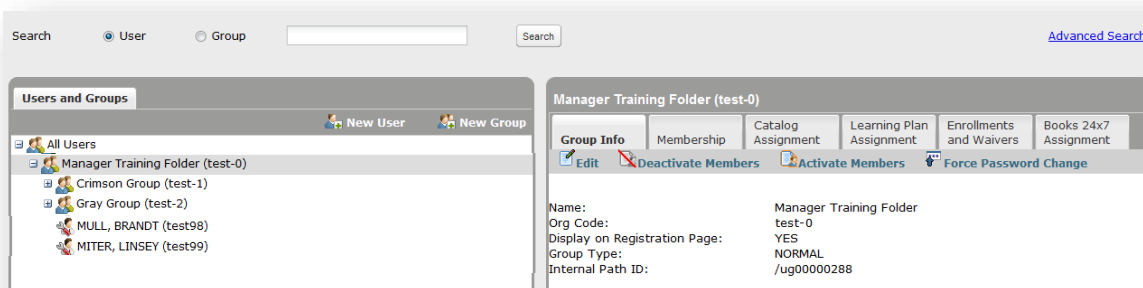 Search User Group Search Advanced Search
Users and Groups
New User New Group
All Users
Manager Training Folder (test-0)
Crimson Group (test-1)
Gray Group (test-2)
MULL, BRANDT (test98)
MITER, LINSEY (test99)
Manager Training Folder (test-0)
Group Info Membership Catalog Assignment Learning Plan Assignment Enrollments and Waivers Books 24x7 Assignment
Edit Deactivate Members Activate Members Force Password Change
Name: Manager Training Folder
Org Code: test-0
Display on Registration Page: YES
Group Type: NORMAL
Internal Path ID: /ug00000288